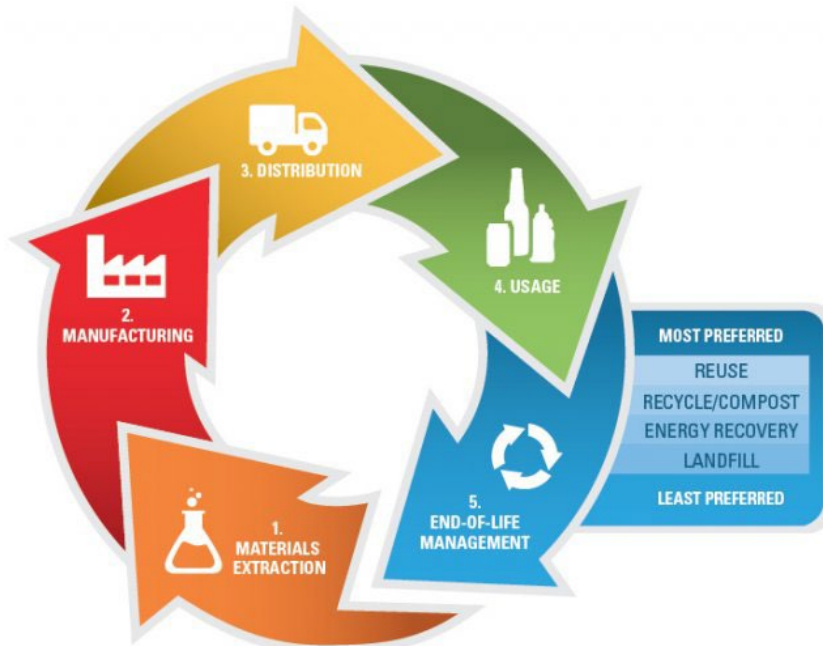 3. DISTRIBUTION
4. USAGE
2.
MANUFACTURING
MOST PREFERRED
REUSE
RECYCLE/COMPOST
ENERGY RECOVERY
LANDFILL
LEAST PREFERRED
5.
END-OF-LIFE
MANAGEMENT
1.
MATERIALS
EXTRACTION